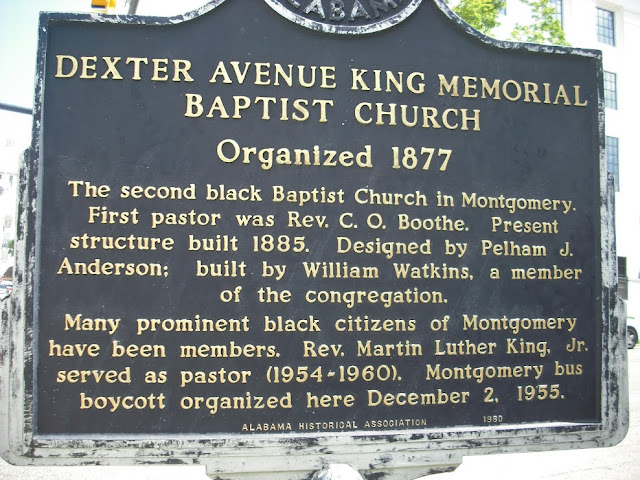 ALABAMA
DEXTER AVENUE KING MEMORIAL
BAPTIST CHURCH
Organized 1877
The second black Baptist Church in Montgomery.
First pastor was Rev. C. O. Boothe. Present
structure built 1885. Designed by Pelham J.
Anderson; built by William Watkins, a member
of the congregation.
Many prominent black citizens of Montgomery
have been members. Rev. Martin Luther King, Jr.
served as pastor (1954-1960). Montgomery bus
boycott organized here December 2, 1955.
ALABAMA HISTORICAL ASSOCIATION 1980